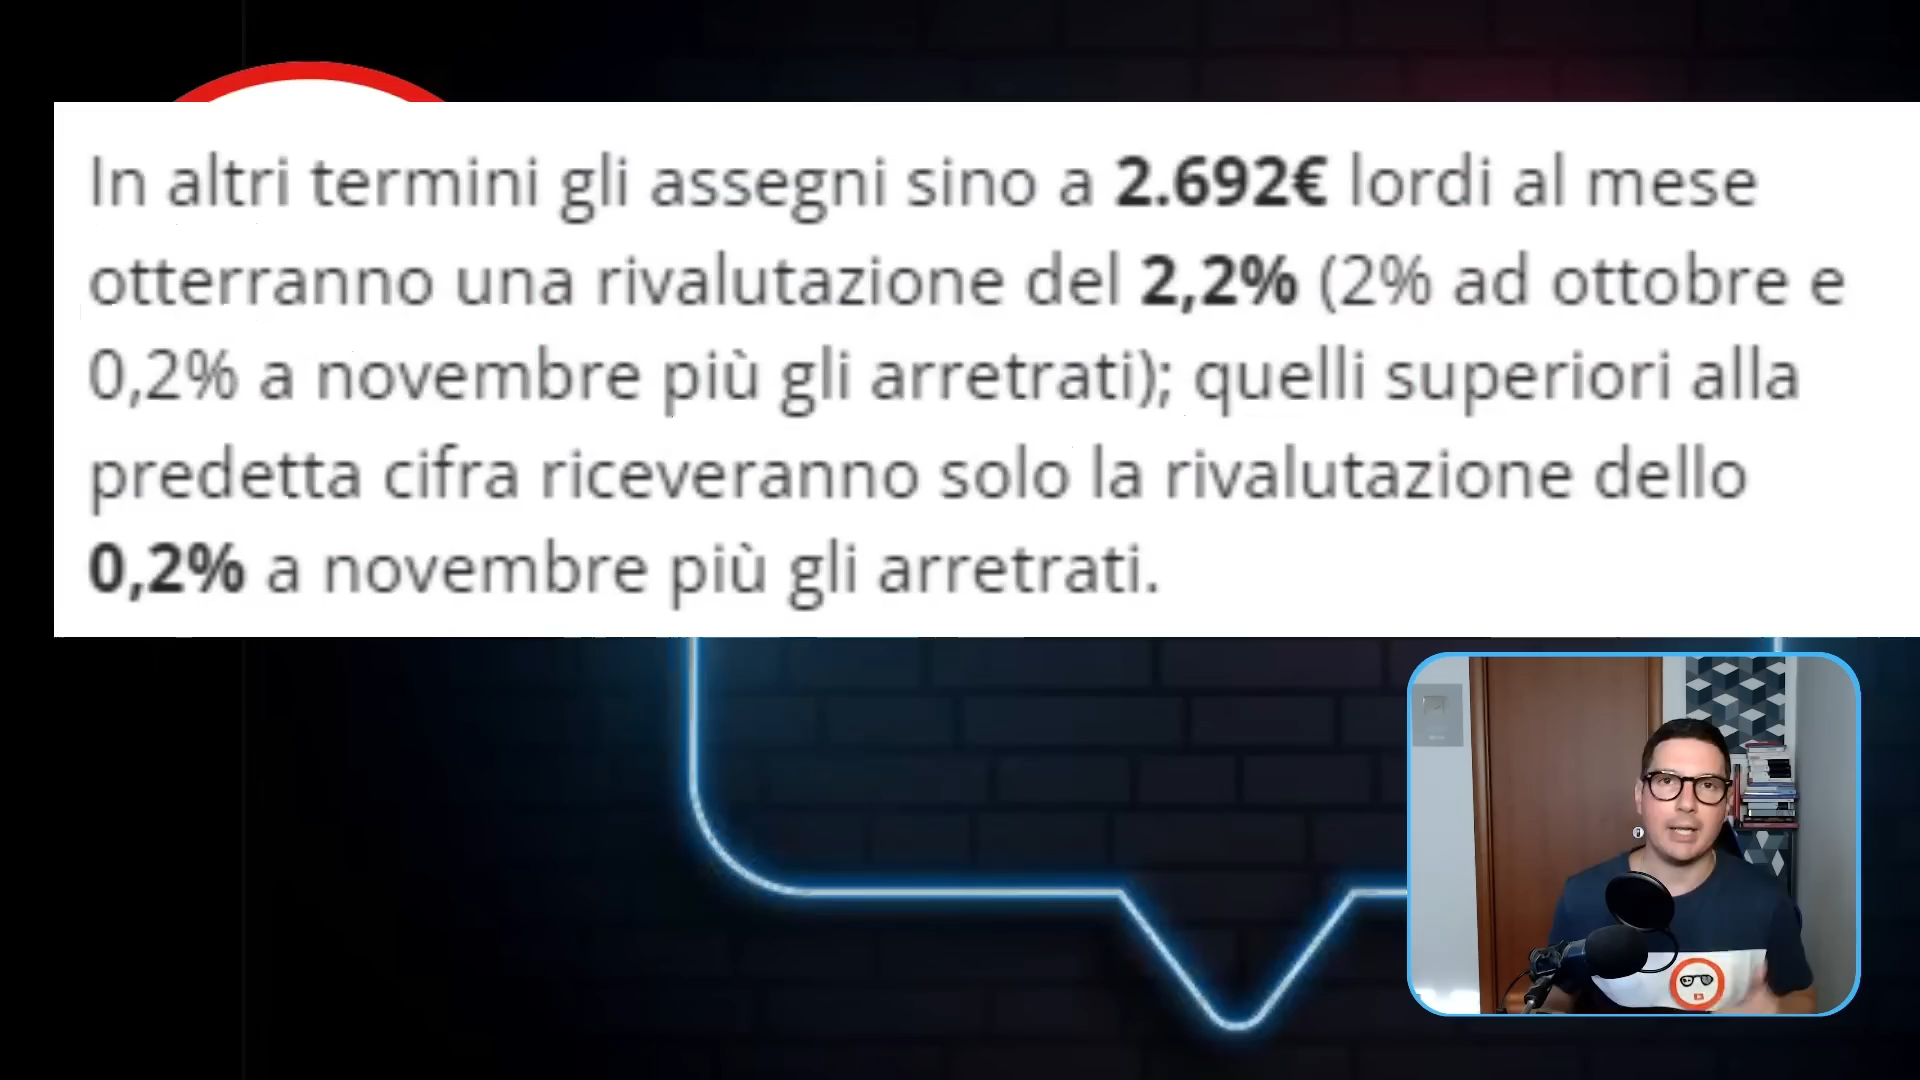 In altri termini gli assegni sino a 2.692€ lordi al mese
otterranno una rivalutazione del 2,2% (2% ad ottobre e
0,2% a novembre più gli arretrati); quelli superiori alla
predetta cifra riceveranno solo la rivalutazione dello
0,2% a novembre più gli arretrati.